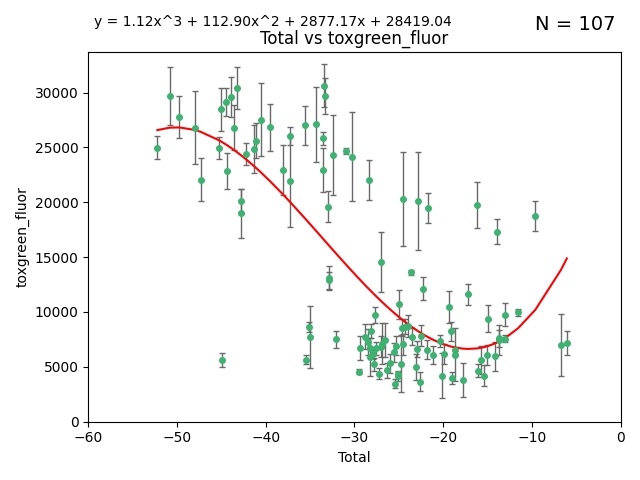 y = 1.12x^3 + 112.90x^2 + 2877.17x + 28419.04
N = 107
Total vs toxgreen_fluor
30000
25000
20000
15000
10000
5000
0
toxgreen_fluor
−60
−50
−40
−30
−20
−10
0
Total